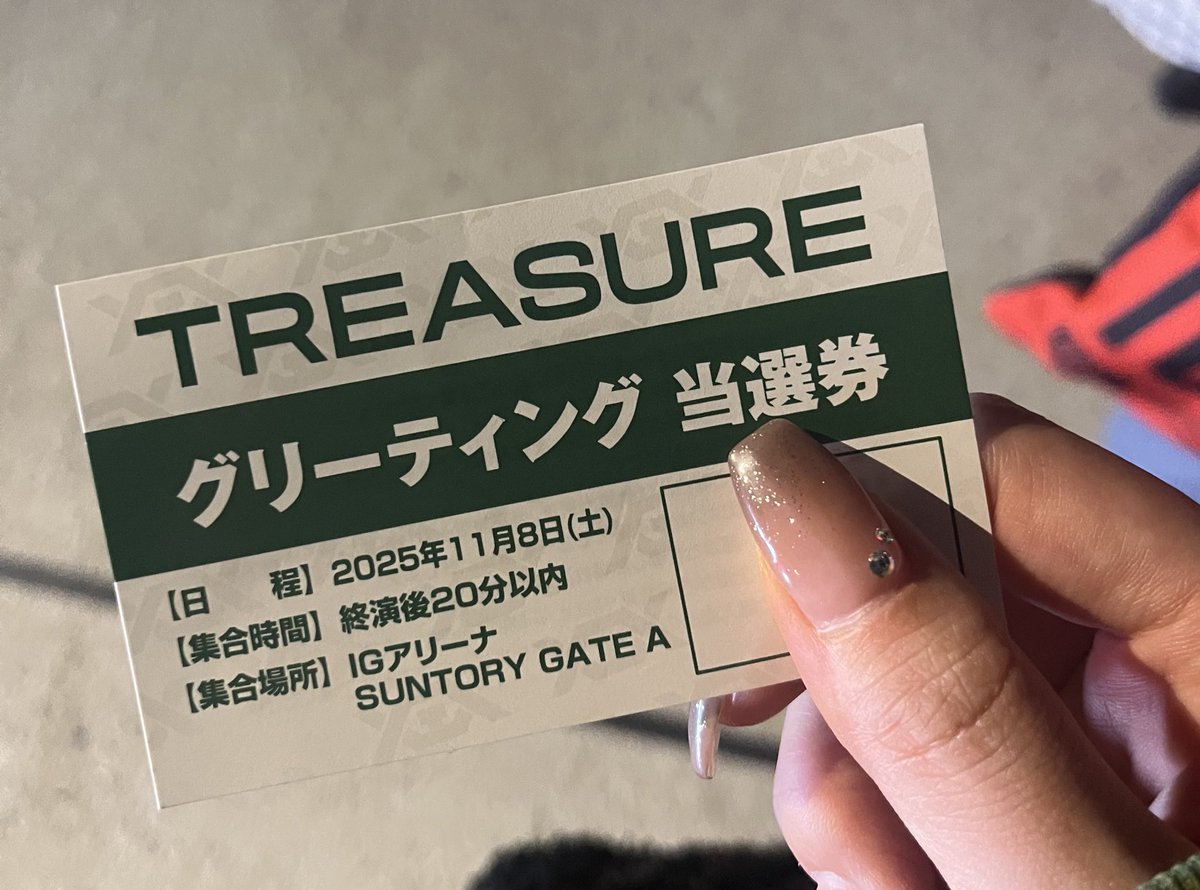 TREASURE
グリーティング 当選券
【日　　程】2025年11月8日(土)
【集合時間】終演後20分以内
【集合場所】IGアリーナ
SUNTORY GATE A